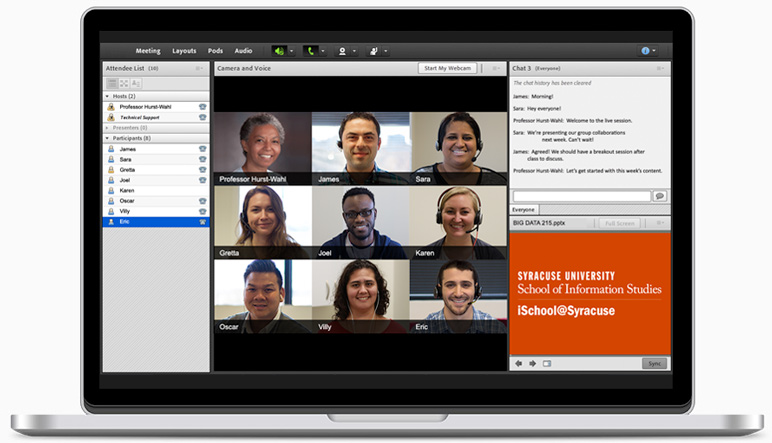 Meeting Layouts Pods Audio
Attendee List (10)
Hosts (2)
Professor Hurst-Wahl
Technical Support
Presenters (0)
Participants (8)
James
Sara
Gretta
Joel
Karen
Oscar
Villy
Eric
Camera and Voice
Start My Webcam
Professor Hurst-Wahl
James
Sara
Gretta
Joel
Karen
Oscar
Villy
Eric
Chat 3 (Everyone)
The chat history has been cleared
James: Morning!
Sara: Hey everyone!
Professor Hurst-Wahl: Welcome to the live session.
Sara: We're presenting our group collaborations
next week. Can't wait!
James: Agreed! We should have a breakout session after
class to discuss.
Professor Hurst-Wahl: Let's get started with this week's content.
Everyone
BIG DATA 215.pptx
Full Screen
SYRACUSE UNIVERSITY
School of Information Studies
iSchool@Syracuse
Sync